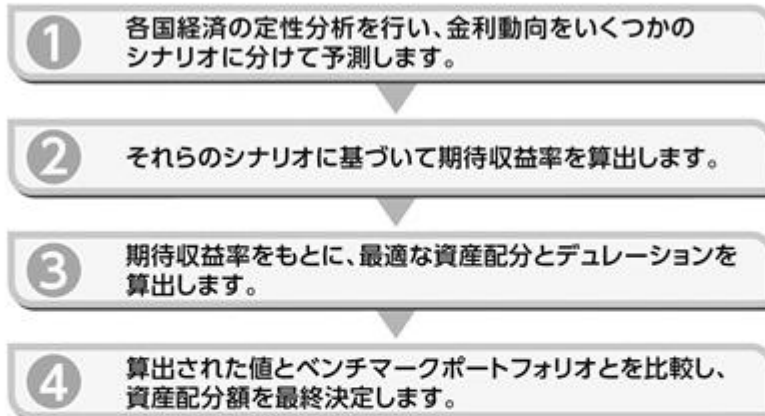 1
各国経済の定性分析を行い、金利動向をいくつかの
シナリオに分けて予測します。
2
それらのシナリオに基づいて期待収益率を算出します。
3
期待収益率をもとに、最適な資産配分とデュレーションを
算出します。
4
算出された値とベンチマークポートフォリオとを比較し、
資産配分額を最終決定します。